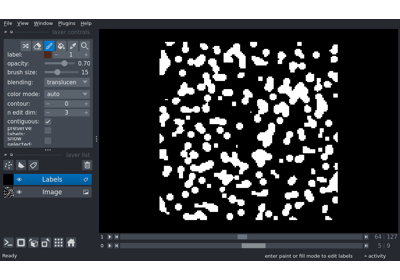 File View Window Plugins Help
layer controls
label: 1
opacity: 0.70
brush size: 15
blending: translucen
color mode: auto
contour: 0
n edit dim: 3
contiguous:
preserve
labels:
show
selected:
layer list
Labels
Image
1 64 127
0 5 9
Ready enter paint or fill mode to edit labels activity